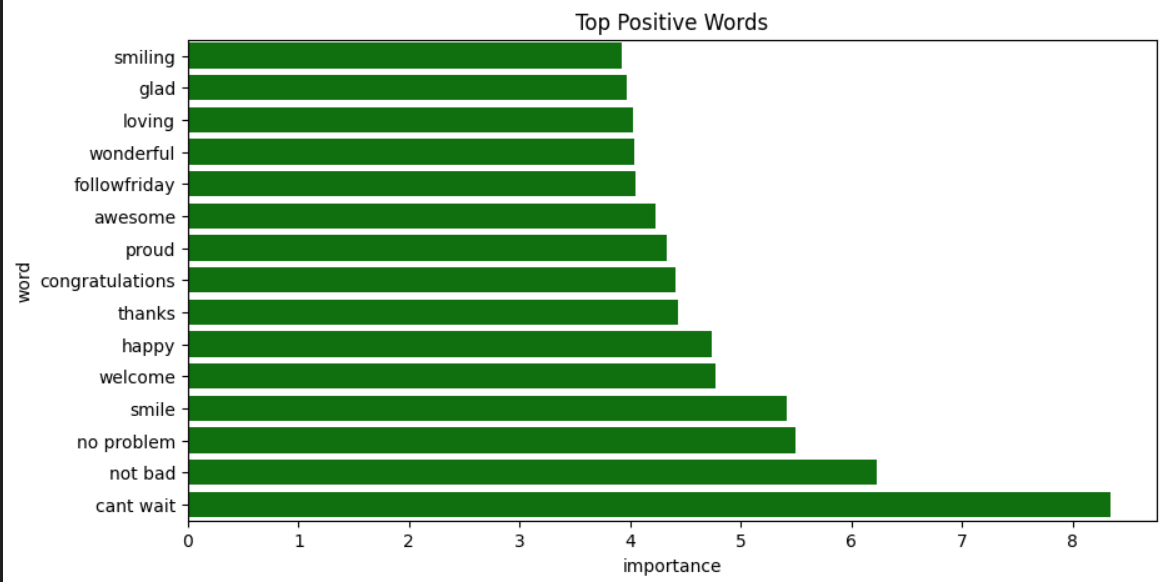 Top Positive Words
smiling
glad
loving
wonderful
followfriday
awesome
proud
congratulations
thanks
happy
welcome
smile
no problem
not bad
cant wait
word
0 1 2 3 4 5 6 7 8
importance